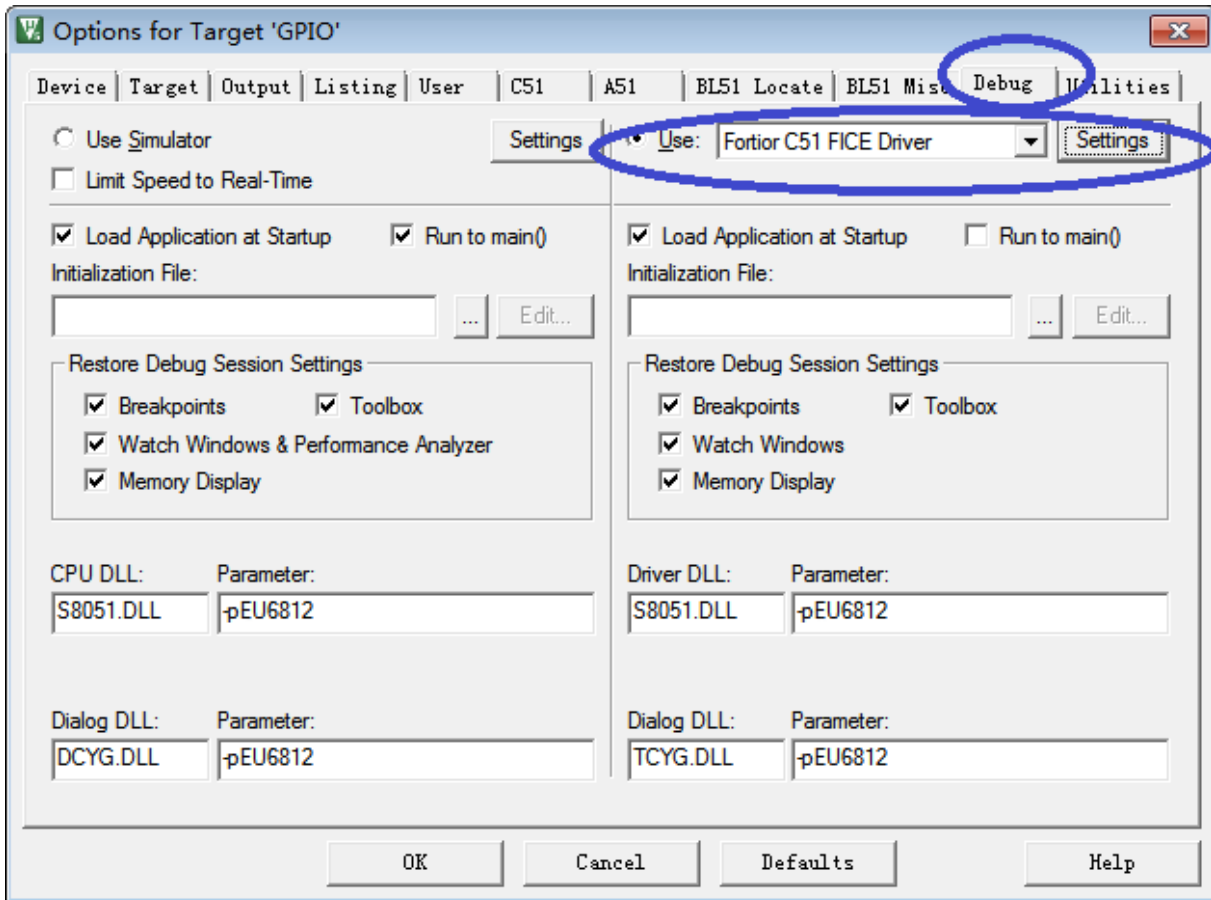 Options for Target 'GPIO'
Device Target Output Listing User C51 A51 BL51 Locate BL51 Misc Debug Utilities
Use Simulator Settings Use: Fortior C51 FICE Driver Settings
Limit Speed to Real-Time
Load Application at Startup Run to main() Load Application at Startup Run to main()
Initialization File: Initialization File:
... Edit... ... Edit...
Restore Debug Session Settings Restore Debug Session Settings
Breakpoints Toolbox Breakpoints Toolbox
Watch Windows & Performance Analyzer Watch Windows
Memory Display Memory Display
CPU DLL: Parameter: Driver DLL: Parameter:
S8051.DLL -pEU6812 S8051.DLL -pEU6812
Dialog DLL: Parameter: Dialog DLL: Parameter:
DCYG.DLL -pEU6812 TCYG.DLL -pEU6812
OK Cancel Defaults Help